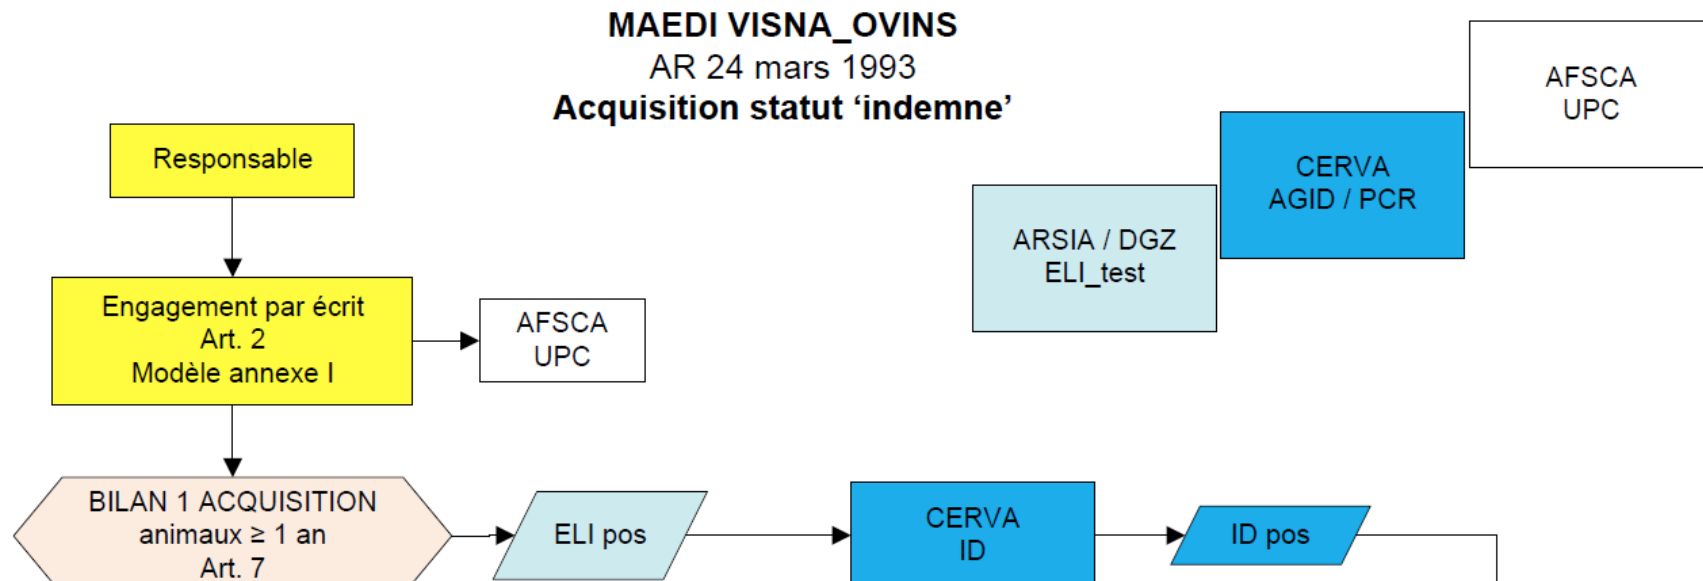 MAEDI VISNA_OVINS
AR 24 mars 1993
Acquisition statut ‘indemne’
AFSCA
UPC
CERVA
AGID / PCR
ARSIA / DGZ
ELI_test
Responsable
Engagement par écrit
Art. 2
Modèle annexe I
AFSCA
UPC
BILAN 1 ACQUISITION
animaux ≥ 1 an
Art. 7
ELI pos
CERVA
ID
ID pos